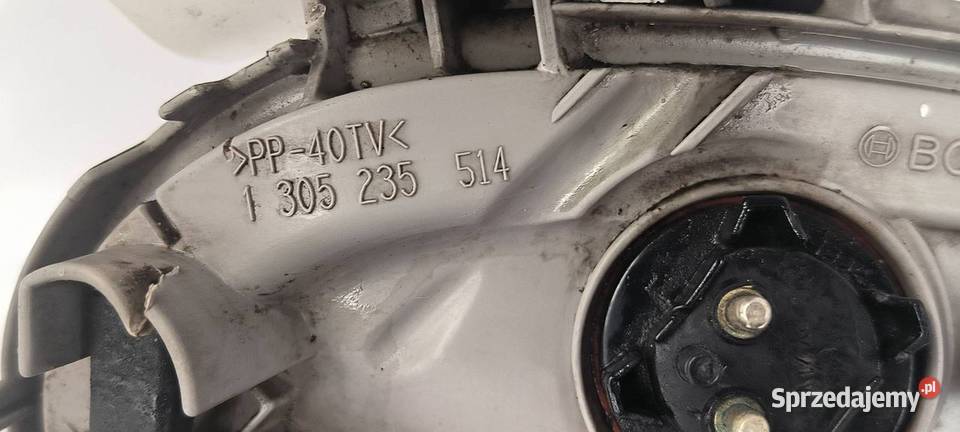 >PP-40TV<
1 305 235 514
BO
Sprzedajemy.pl